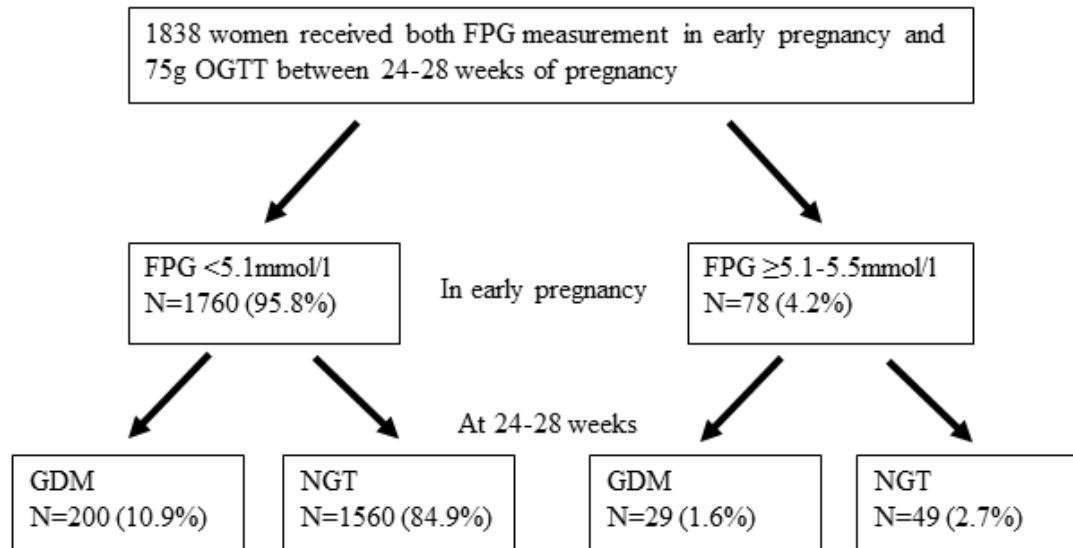 1838 women received both FPG measurement in early pregnancy and
75g OGTT between 24-28 weeks of pregnancy
FPG <5.1mmol/l
N=1760 (95.8%)
In early pregnancy
FPG ≥5.1-5.5mmol/l
N=78 (4.2%)
At 24-28 weeks
GDM
N=200 (10.9%)
NGT
N=1560 (84.9%)
GDM
N=29 (1.6%)
NGT
N=49 (2.7%)